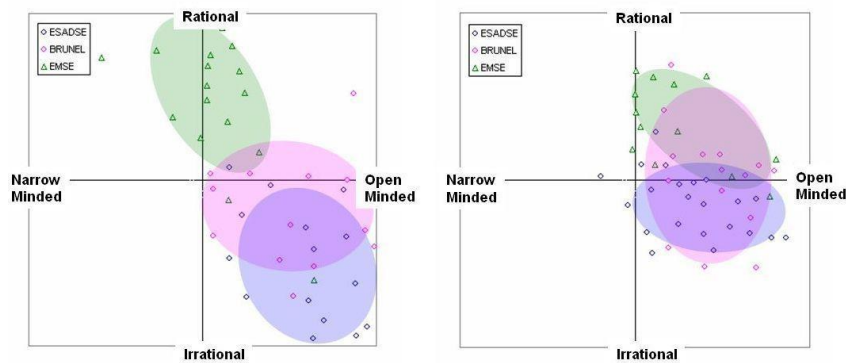 Rational
ESADSE
BRUNEL
EMSE
Narrow
Minded
Open
Minded
Irrational
Rational
ESADSE
BRUNEL
EMSE
Narrow
Minded
Open
Minded
Irrational